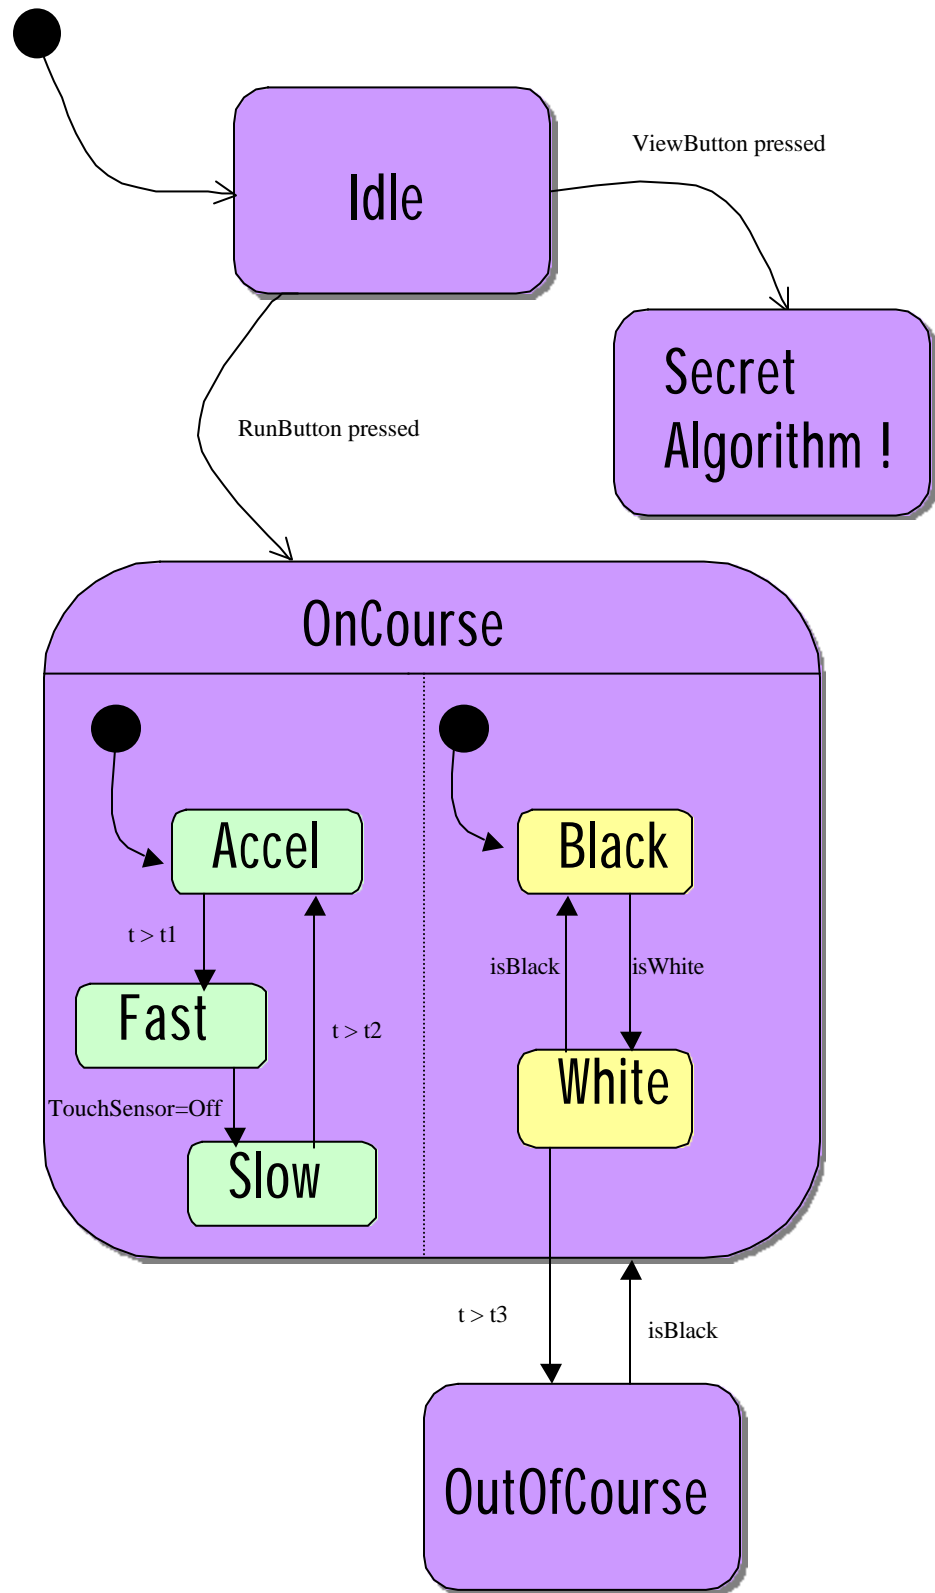 ViewButton pressed
Idle
Secret
Algorithm !
RunButton pressed
OnCourse
Accel
Black
t > t1
isBlack
isWhite
Fast
t > t2
White
TouchSensor=Off
Slow
t > t3
isBlack
OutOfCourse